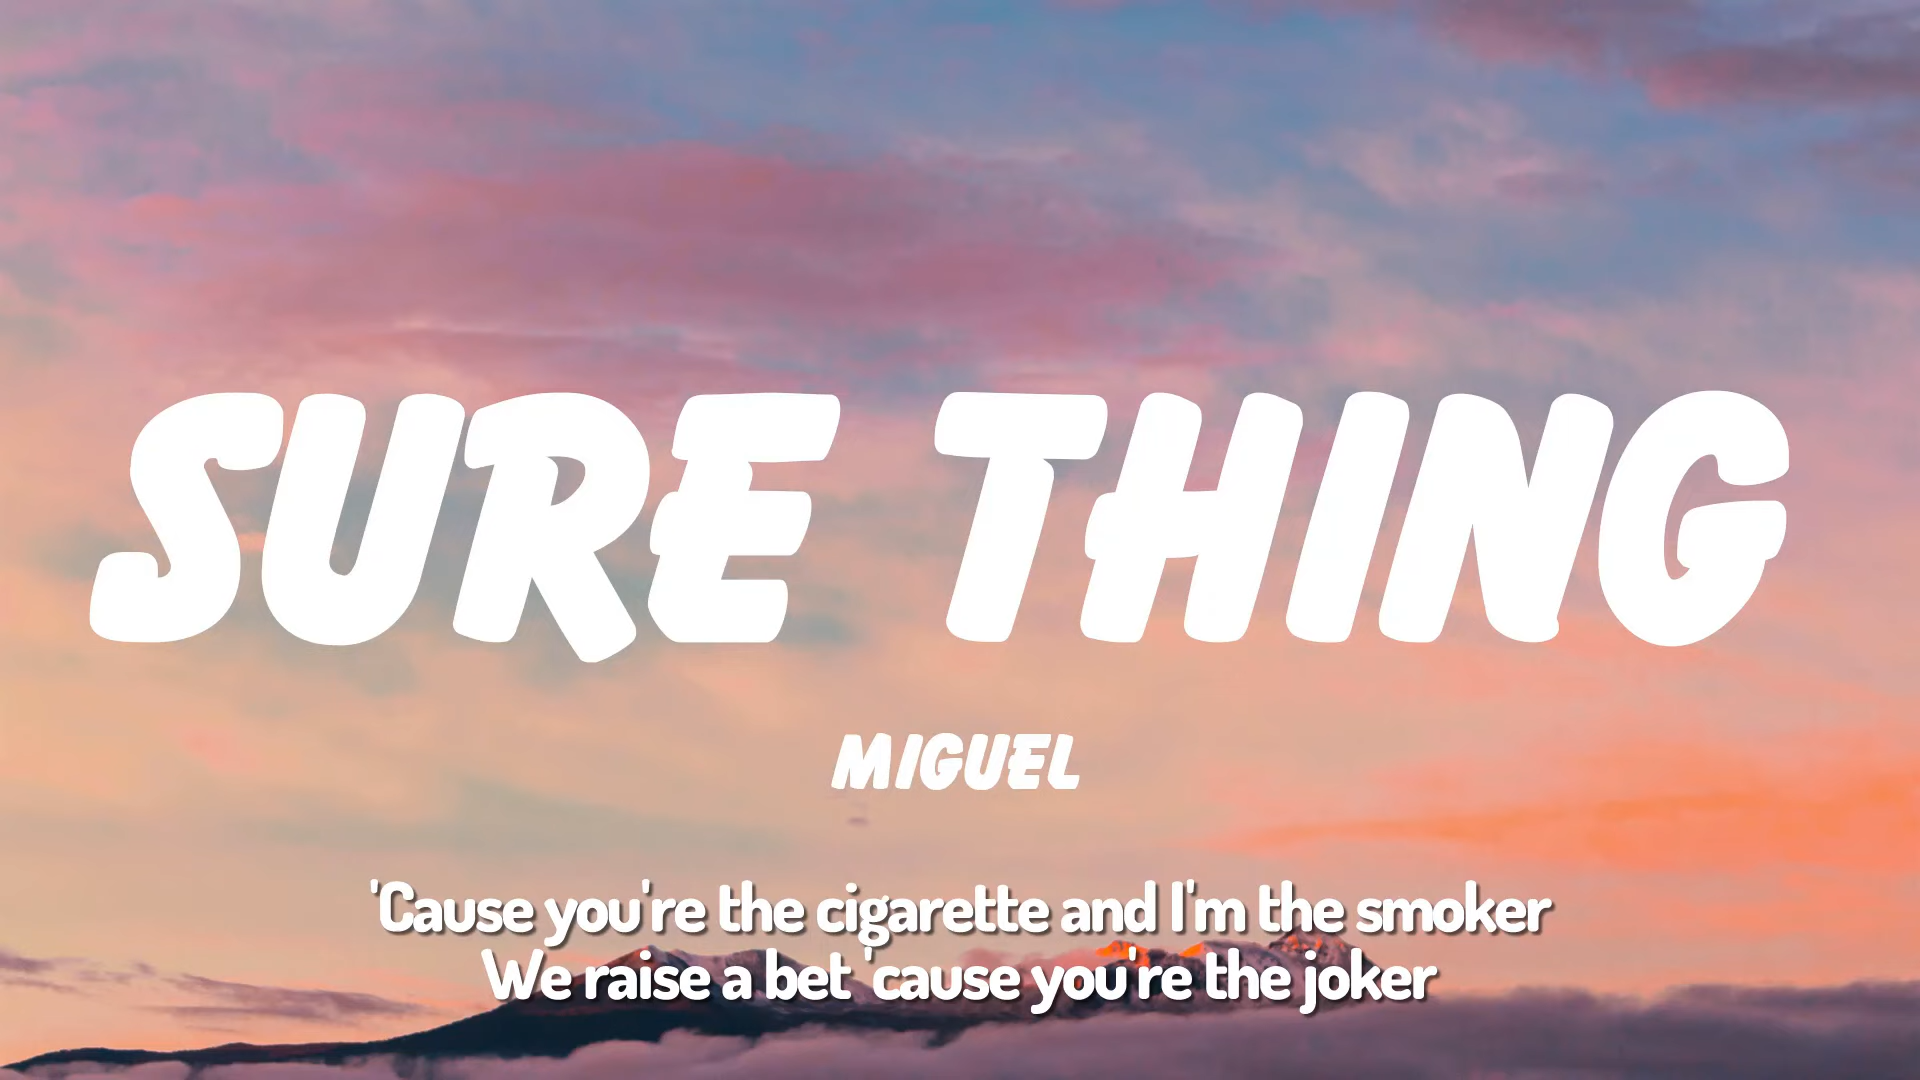 SURE THING
MIGUEL
'Cause you're the cigarette and I'm the smoker
We raise a bet 'cause you're the joker